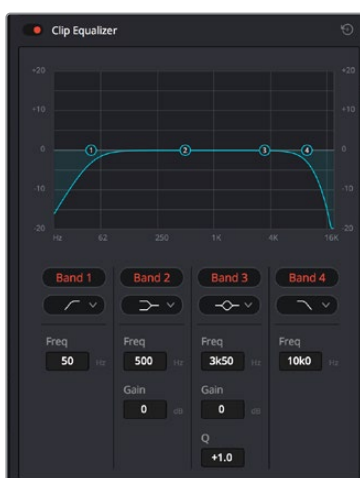 Clip Equalizer
+20 +20
+10 +10
0 0
1 2 3 4
-10 -10
-20 -20
Hz 62 250 1K 4K 16K
Band 1 Band 2 Band 3 Band 4
Freq Freq Freq Freq
50 Hz 500 Hz 3k50 Hz 10k0 Hz
Gain Gain
0 dB 0 dB
Q
+1.0